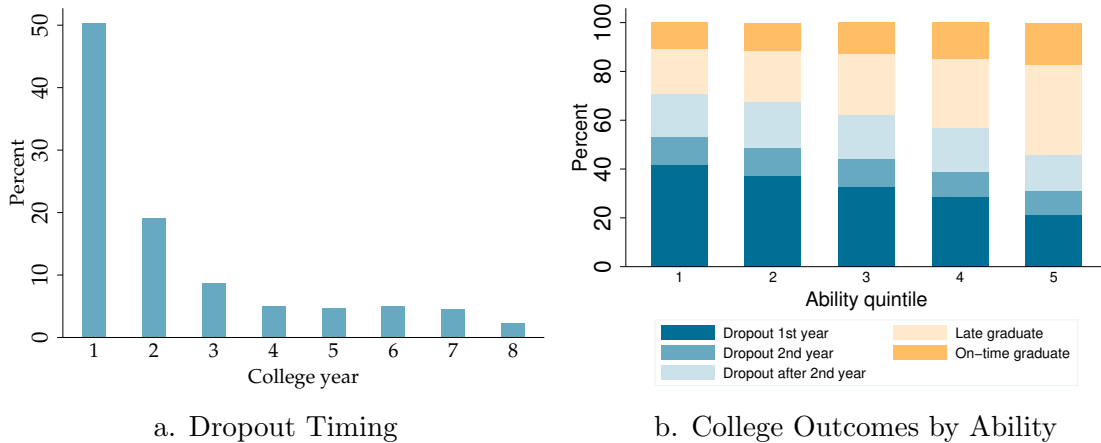 Percent
50
40
30
20
10
0
1 2 3 4 5 6 7 8
College year
a. Dropout Timing
Percent
100
80
60
40
20
0
1 2 3 4 5
Ability quintile
Dropout 1st year
Dropout 2nd year
Dropout after 2nd year
Late graduate
On−time graduate
b. College Outcomes by Ability